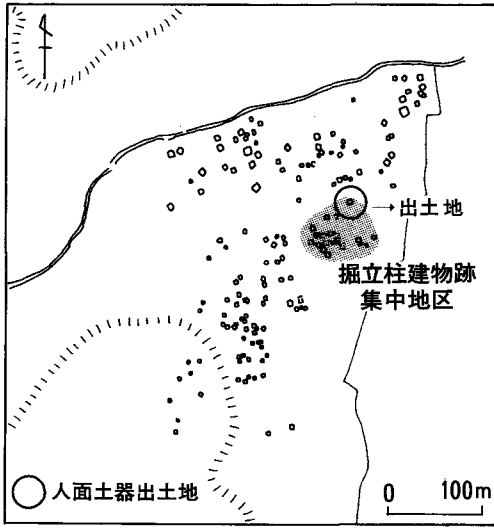 出土地
掘立柱建物跡
集中地区
人面土器出土地
0 100m